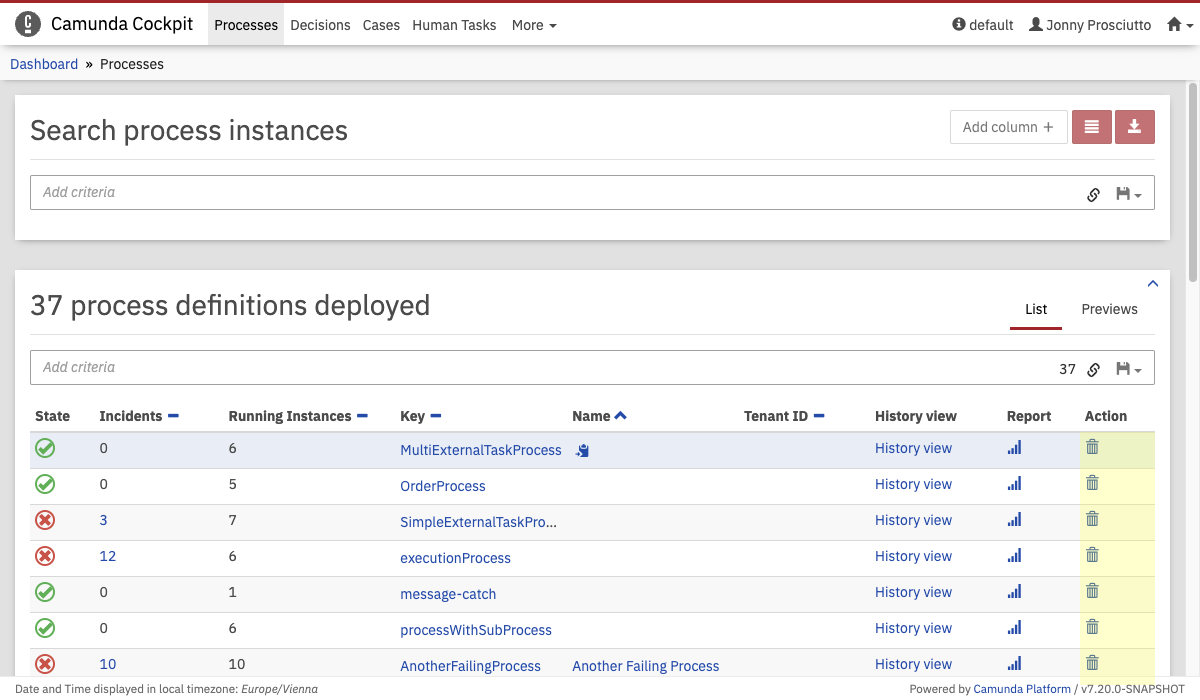 Camunda Cockpit Processes Decisions Cases Human Tasks More default Jonny Prosciutto
Dashboard » Processes
Search process instances
Add column +
Add criteria
37 process definitions deployed
List Previews
Add criteria 37
State Incidents Running Instances Key Name Tenant ID History view Report Action
0 6 MultiExternalTaskProcess History view
0 5 OrderProcess History view
3 7 SimpleExternalTaskPro... History view
12 6 executionProcess History view
0 1 message-catch History view
0 6 processWithSubProcess History view
10 10 AnotherFailingProcess Another Failing Process History view
Date and Time displayed in local timezone: Europe/Vienna Powered by Camunda Platform / v7.20.0-SNAPSHOT